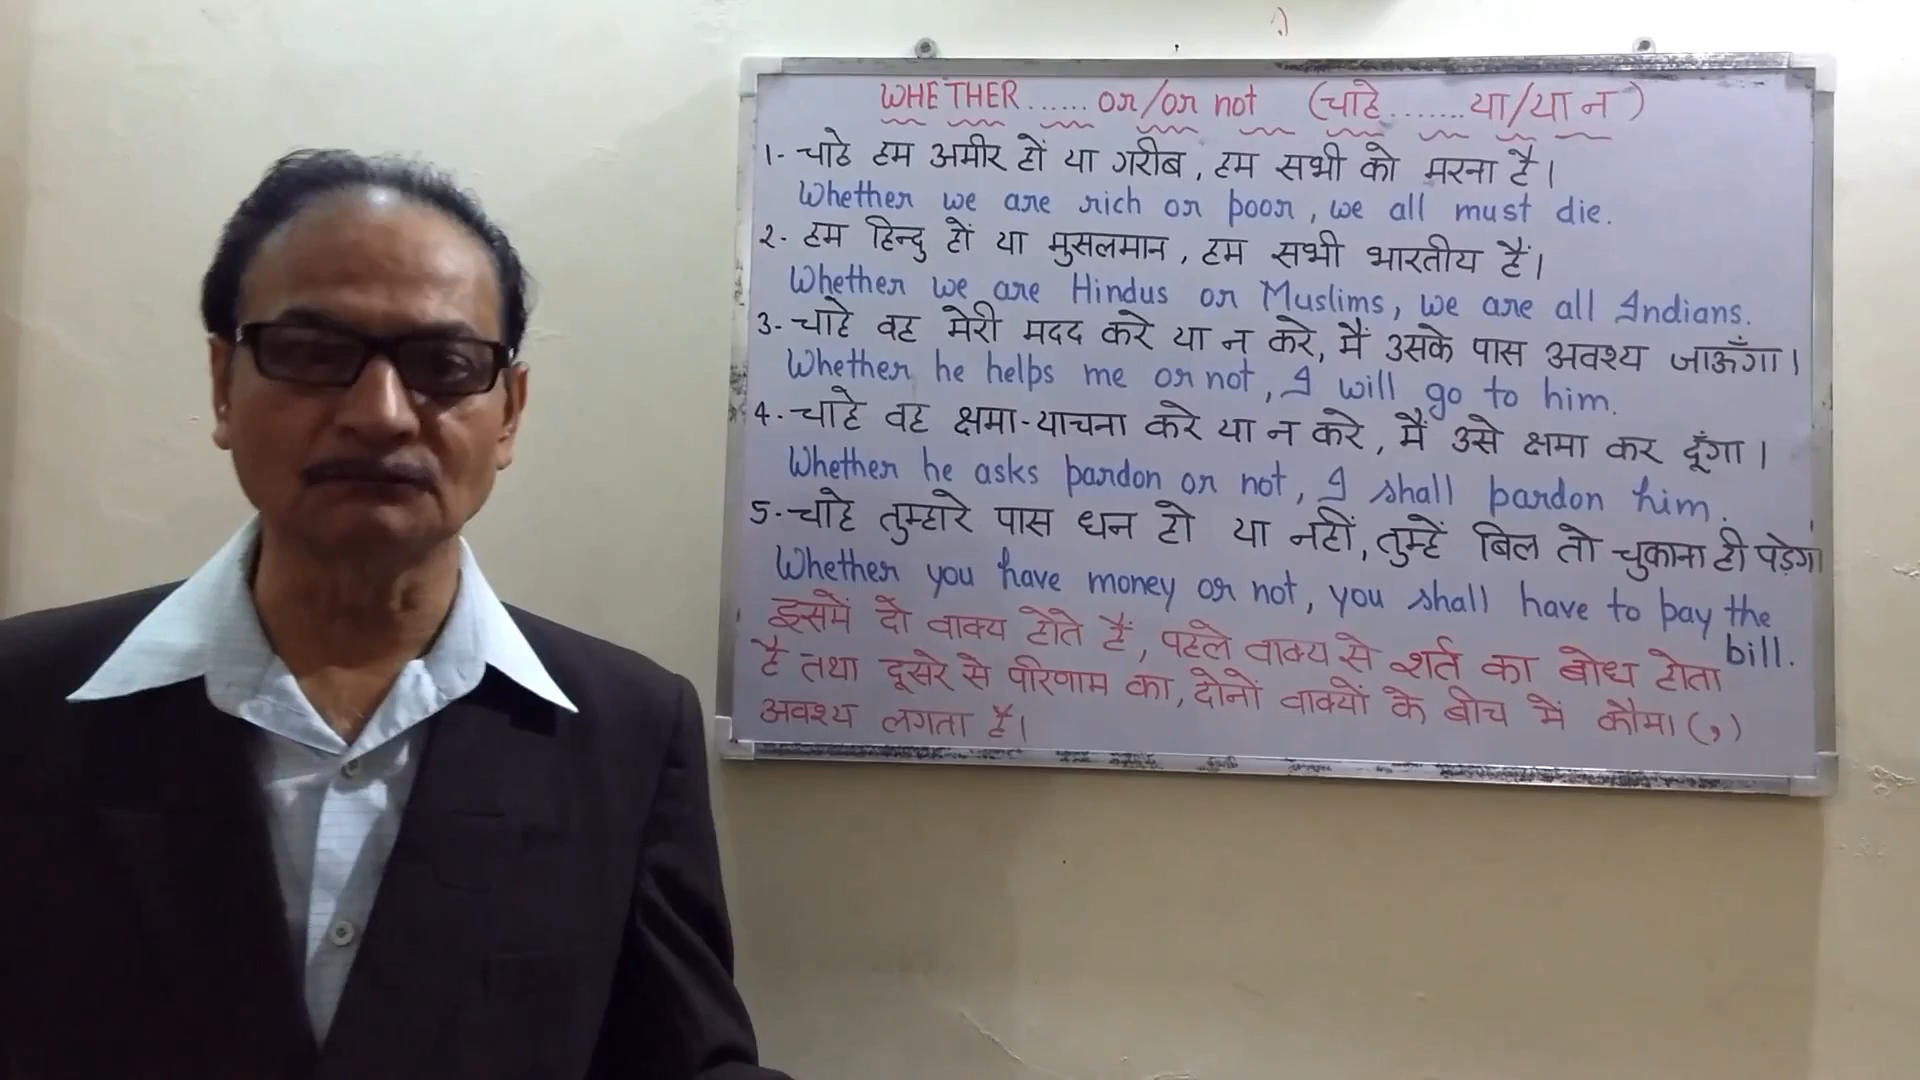 WHETHER ...... or/or not (चाहे ....... या/या न)
1- चाहे हम अमीर हों या गरीब, हम सभी को मरना है।
Whether we are rich or poor, we all must die.
2- हम हिन्दु हों या मुसलमान, हम सभी भारतीय हैं।
Whether we are Hindus or Muslims, we are all Indians.
3- चाहे वह मेरी मदद करे या न करे, मैं उसके पास अवश्य जाऊँगा।
Whether he helps me or not, I will go to him.
4- चाहे वह क्षमा-याचना करे या न करे, मैं उसे क्षमा कर दूँगा।
Whether he asks pardon or not, I shall pardon him.
5- चाहे तुम्हारे पास धन हो या नहीं, तुम्हें बिल तो चुकाना ही पड़ेगा
Whether you have money or not, you shall have to pay the
bill.
इसमें दो वाक्य होते हैं, पहले वाक्य से शर्त का बोध होता
है तथा दूसरे से परिणाम का, दोनों वाक्यों के बीच में कौमा (,)
अवश्य लगता है।